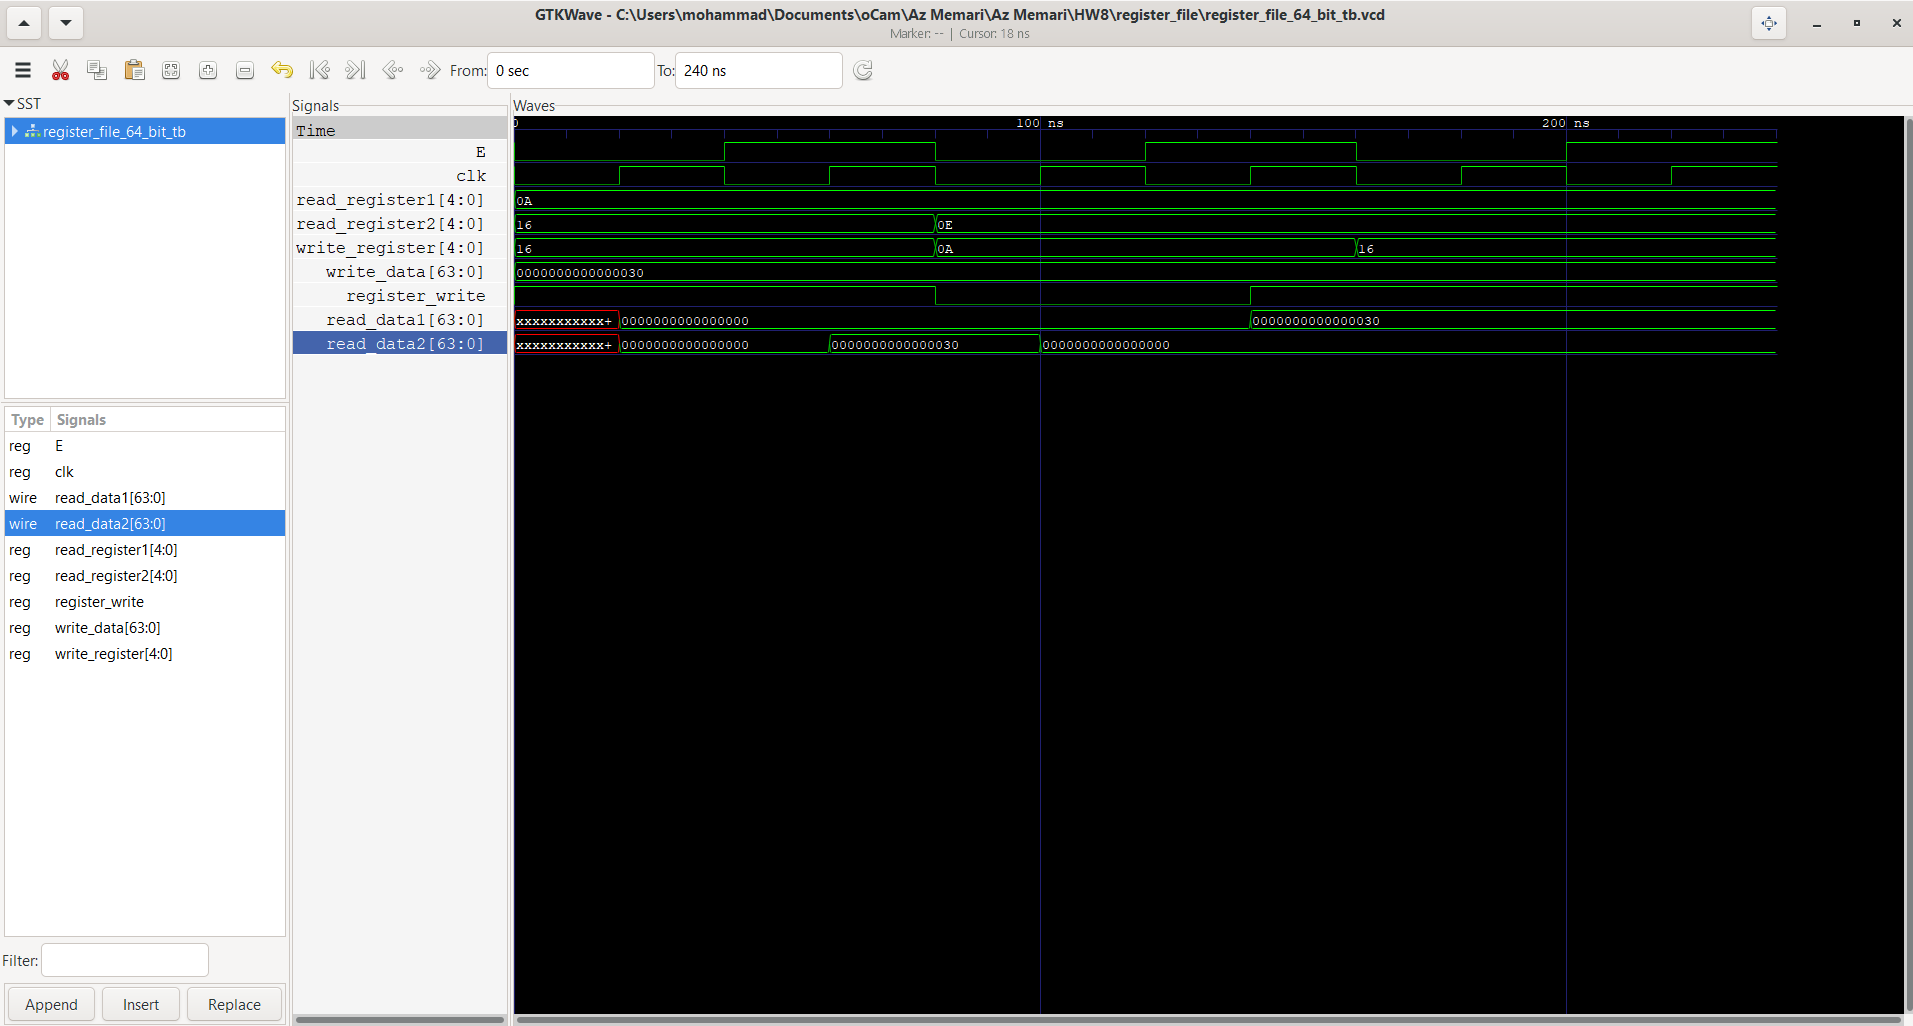 GTKWave - C:\Users\mohammad\Documents\oCam\Az Memari\Az Memari\HW8\register_file\register_file_64_bit_tb.vcd
Marker: -- | Cursor: 18 ns
From: 0 sec To: 240 ns
SST
register_file_64_bit_tb
Type Signals
reg E
reg clk
wire read_data1[63:0]
wire read_data2[63:0]
reg read_register1[4:0]
reg read_register2[4:0]
reg register_write
reg write_data[63:0]
reg write_register[4:0]
Filter:
Append Insert Replace
Signals
Time
E
clk
read_register1[4:0]
read_register2[4:0]
write_register[4:0]
write_data[63:0]
register_write
read_data1[63:0]
read_data2[63:0]
Waves
0 100 ns 200 ns
0A
16 0E
16 0A 16
0000000000000030
xxxxxxxxxxx+ 0000000000000000 0000000000000030
xxxxxxxxxxx+ 0000000000000000 0000000000000030 0000000000000000